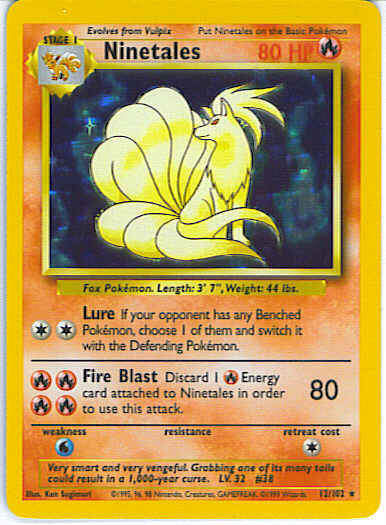 Evolves from Vulpix Put Ninetales on the Basic Pokémon
STAGE 1
Ninetales 80 HP
Fox Pokémon. Length: 3' 7", Weight: 44 lbs.
Lure If your opponent has any Benched
Pokémon, choose 1 of them and switch it
with the Defending Pokémon.
Fire Blast Discard 1 Energy
card attached to Ninetales in order
to use this attack.
80
weakness resistance retreat cost
Very smart and very vengeful. Grabbing one of its many tails
could result in a 1,000-year curse. LV. 32 #38
Illus. Ken Sugimori ©1995, 96, 98 Nintendo, Creatures, GAMEFREAK. ©1999 Wizards. 12/102 ★